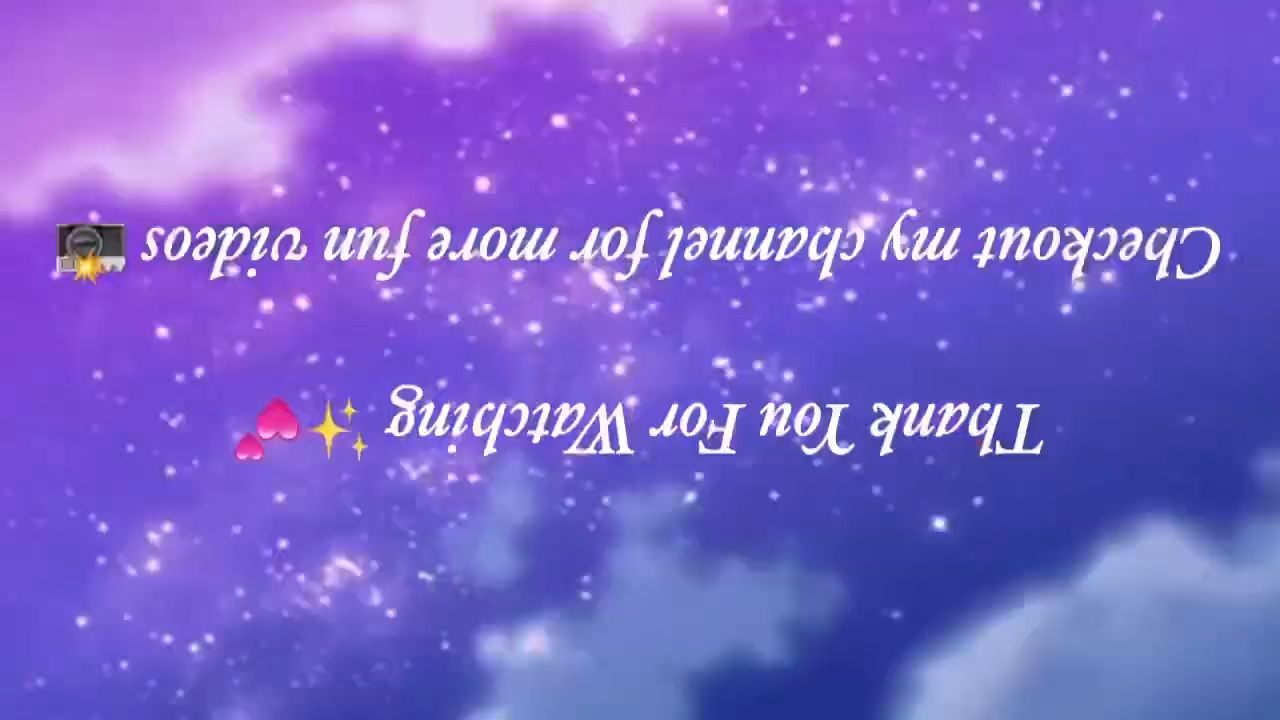 Thank You For Watching ✨💕
Checkout my channel for more fun videos 📸